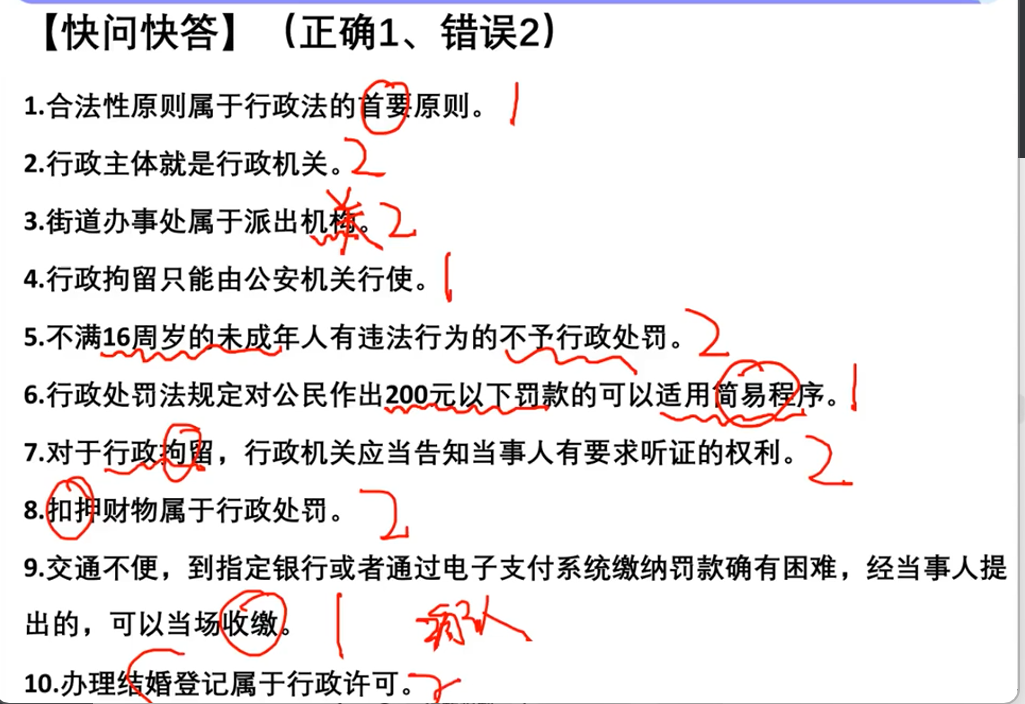 【快问快答】（正确1、错误2）
1.合法性原则属于行政法的首要原则。 1
2.行政主体就是行政机关。 2
3.街道办事处属于派出机构。 关 2
4.行政拘留只能由公安机关行使。 1
5.不满16周岁的未成年人有违法行为的不予行政处罚。 2
6.行政处罚法规定对公民作出200元以下罚款的可以适用简易程序。 1
7.对于行政拘留，行政机关应当告知当事人有要求听证的权利。 2
8.扣押财物属于行政处罚。 2
9.交通不便，到指定银行或者通过电子支付系统缴纳罚款确有困难，经当事人提
出的，可以当场收缴。 1
10.办理结婚登记属于行政许可。 2